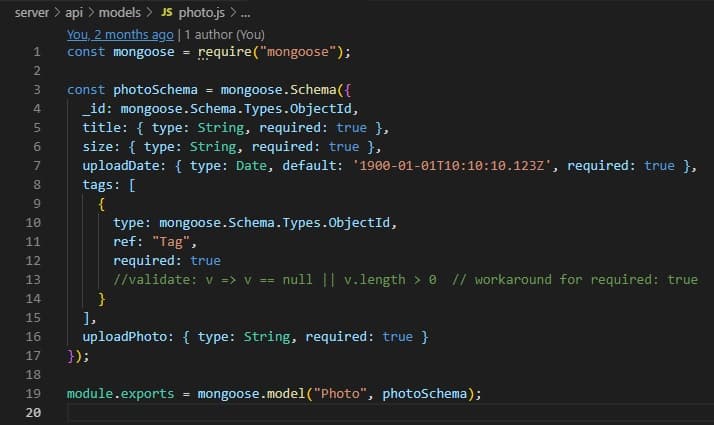 server > api > models > JS photo.js > ...
You, 2 months ago | 1 author (You)
1 const mongoose = require("mongoose");
2
3 const photoSchema = mongoose.Schema({
4   _id: mongoose.Schema.Types.ObjectId,
5   title: { type: String, required: true },
6   size: { type: String, required: true },
7   uploadDate: { type: Date, default: '1900-01-01T10:10:10.123Z', required: true },
8   tags: [
9     {
10       type: mongoose.Schema.Types.ObjectId,
11       ref: "Tag",
12       required: true
13       //validate: v => v == null || v.length > 0  // workaround for required: true
14     }
15   ],
16   uploadPhoto: { type: String, required: true }
17 });
18
19 module.exports = mongoose.model("Photo", photoSchema);
20